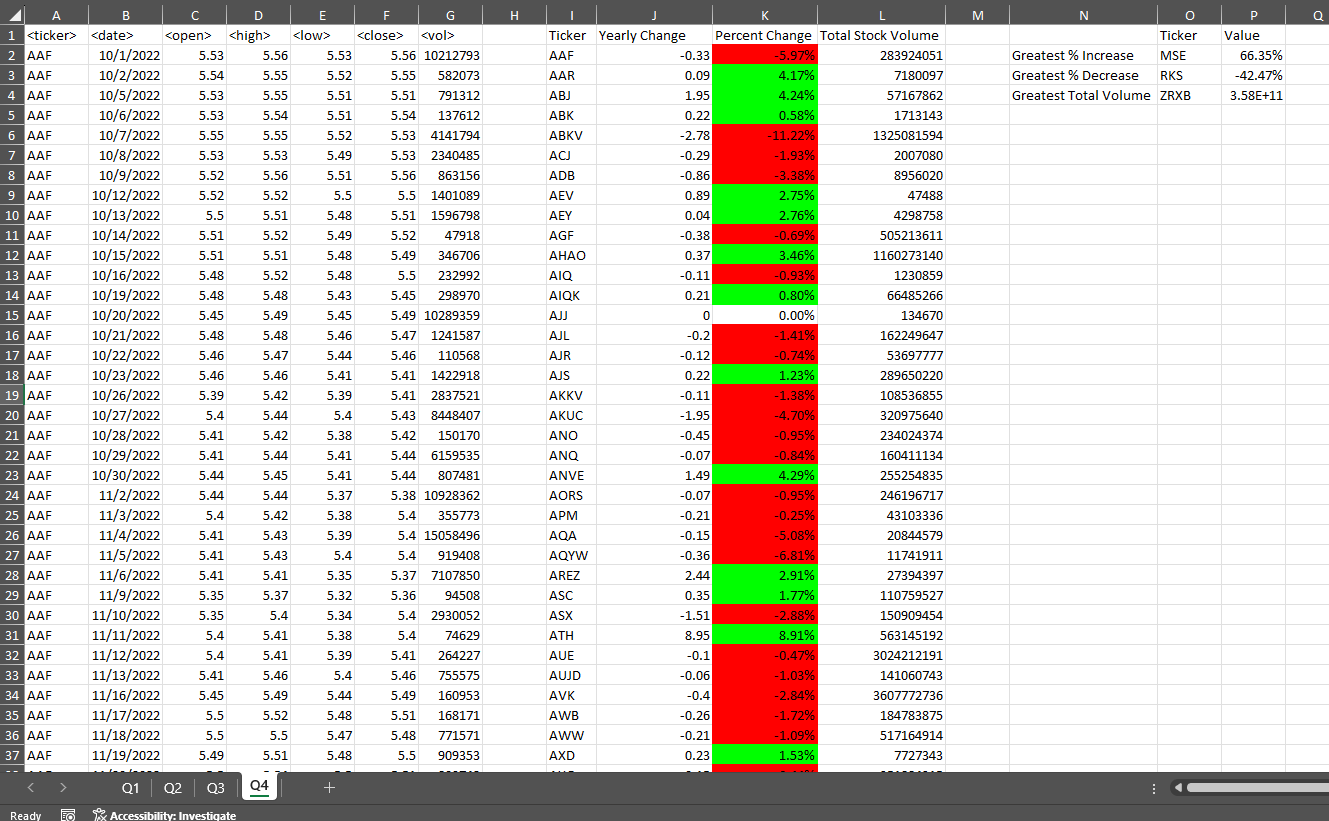 A B C D E F G H I J K L M N O P Q
1 <ticker> <date> <open> <high> <low> <close> <vol> Ticker Yearly Change Percent Change Total Stock Volume Ticker Value
2 AAF 10/1/2022 5.53 5.56 5.53 5.56 10212793 AAF -0.33 -5.97% 283924051 Greatest % Increase MSE 66.35%
3 AAF 10/2/2022 5.54 5.55 5.52 5.55 582073 AAR 0.09 4.17% 7180097 Greatest % Decrease RKS -42.47%
4 AAF 10/5/2022 5.53 5.55 5.51 5.51 791312 ABJ 1.95 4.24% 57167862 Greatest Total Volume ZRXB 3.58E+11
5 AAF 10/6/2022 5.53 5.54 5.51 5.54 137612 ABK 0.22 0.58% 1713143
6 AAF 10/7/2022 5.55 5.55 5.52 5.53 4141794 ABKV -2.78 -11.22% 1325081594
7 AAF 10/8/2022 5.53 5.53 5.49 5.53 2340485 ACJ -0.29 -1.93% 2007080
8 AAF 10/9/2022 5.52 5.56 5.51 5.56 863156 ADB -0.86 -3.38% 8956020
9 AAF 10/12/2022 5.52 5.52 5.5 5.5 1401089 AEV 0.89 2.75% 47488
10 AAF 10/13/2022 5.5 5.51 5.48 5.51 1596798 AEY 0.04 2.76% 4298758
11 AAF 10/14/2022 5.51 5.52 5.49 5.52 47918 AGF -0.38 -0.69% 505213611
12 AAF 10/15/2022 5.51 5.51 5.48 5.49 346706 AHAO 0.37 3.46% 1160273140
13 AAF 10/16/2022 5.48 5.52 5.48 5.5 232992 AIQ -0.11 -0.93% 1230859
14 AAF 10/19/2022 5.48 5.48 5.43 5.45 298970 AIQK 0.21 0.80% 66485266
15 AAF 10/20/2022 5.45 5.49 5.45 5.49 10289359 AJJ 0 0.00% 134670
16 AAF 10/21/2022 5.48 5.48 5.46 5.47 1241587 AJL -0.2 -1.41% 162249647
17 AAF 10/22/2022 5.46 5.47 5.44 5.46 110568 AJR -0.12 -0.74% 53697777
18 AAF 10/23/2022 5.46 5.46 5.41 5.41 1422918 AJS 0.22 1.23% 289650220
19 AAF 10/26/2022 5.39 5.42 5.39 5.41 2837521 AKKV -0.11 -1.38% 108536855
20 AAF 10/27/2022 5.4 5.44 5.4 5.43 8448407 AKUC -1.95 -4.70% 320975640
21 AAF 10/28/2022 5.41 5.42 5.38 5.42 150170 ANO -0.45 -0.95% 234024374
22 AAF 10/29/2022 5.41 5.44 5.41 5.44 6159535 ANQ -0.07 -0.84% 160411134
23 AAF 10/30/2022 5.44 5.45 5.41 5.44 807481 ANVE 1.49 4.29% 255254835
24 AAF 11/2/2022 5.44 5.44 5.37 5.38 10928362 AORS -0.07 -0.95% 246196717
25 AAF 11/3/2022 5.4 5.42 5.38 5.4 355773 APM -0.21 -0.25% 43103336
26 AAF 11/4/2022 5.41 5.43 5.39 5.4 15058496 AQA -0.15 -5.08% 20844579
27 AAF 11/5/2022 5.41 5.43 5.4 5.4 919408 AQYW -0.36 -6.81% 11741911
28 AAF 11/6/2022 5.41 5.41 5.35 5.37 7107850 AREZ 2.44 2.91% 27394397
29 AAF 11/9/2022 5.35 5.37 5.32 5.36 94508 ASC 0.35 1.77% 110759527
30 AAF 11/10/2022 5.35 5.4 5.34 5.4 2930052 ASX -1.51 -2.88% 150909454
31 AAF 11/11/2022 5.4 5.41 5.38 5.4 74629 ATH 8.95 8.91% 563145192
32 AAF 11/12/2022 5.4 5.41 5.39 5.41 264227 AUE -0.1 -0.47% 3024212191
33 AAF 11/13/2022 5.41 5.46 5.4 5.46 755575 AUJD -0.06 -1.03% 141060743
34 AAF 11/16/2022 5.45 5.49 5.44 5.49 160953 AVK -0.4 -2.84% 3607772736
35 AAF 11/17/2022 5.5 5.52 5.48 5.51 168171 AWB -0.26 -1.72% 184783875
36 AAF 11/18/2022 5.5 5.5 5.47 5.48 771571 AWW -0.21 -1.09% 517164914
37 AAF 11/19/2022 5.49 5.51 5.48 5.5 909353 AXD 0.23 1.53% 7727343
Q1 Q2 Q3 Q4
Ready Accessibility: Investigate